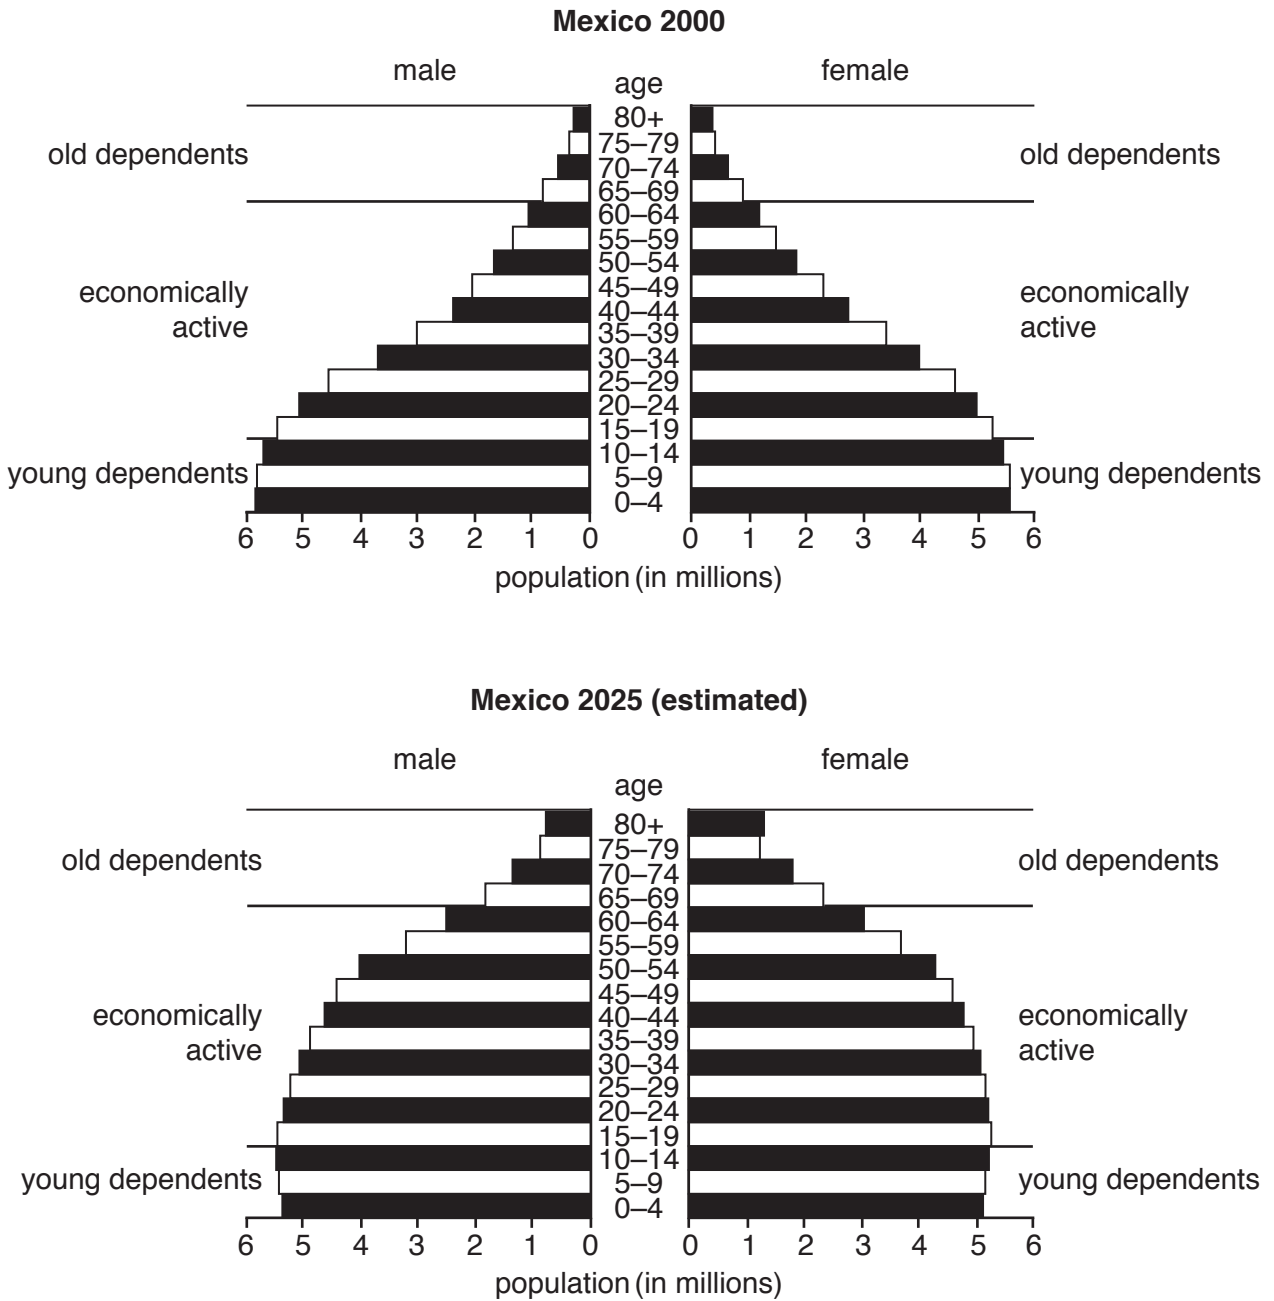 Mexico 2000
male
age
female
80+
75–79
70–74
65–69
60–64
55–59
50–54
45–49
40–44
35–39
30–34
25–29
20–24
15–19
10–14
5–9
0–4
old dependents
old dependents
economically
active
economically
active
young dependents
young dependents
6 5 4 3 2 1 0 0 1 2 3 4 5 6
population (in millions)
Mexico 2025 (estimated)
male
female
age
80+
75–79
70–74
65–69
60–64
55–59
50–54
45–49
40–44
35–39
30–34
25–29
20–24
15–19
10–14
5–9
0–4
old dependents
old dependents
economically
active
economically
active
young dependents
young dependents
6 5 4 3 2 1 0 0 1 2 3 4 5 6
population (in millions)